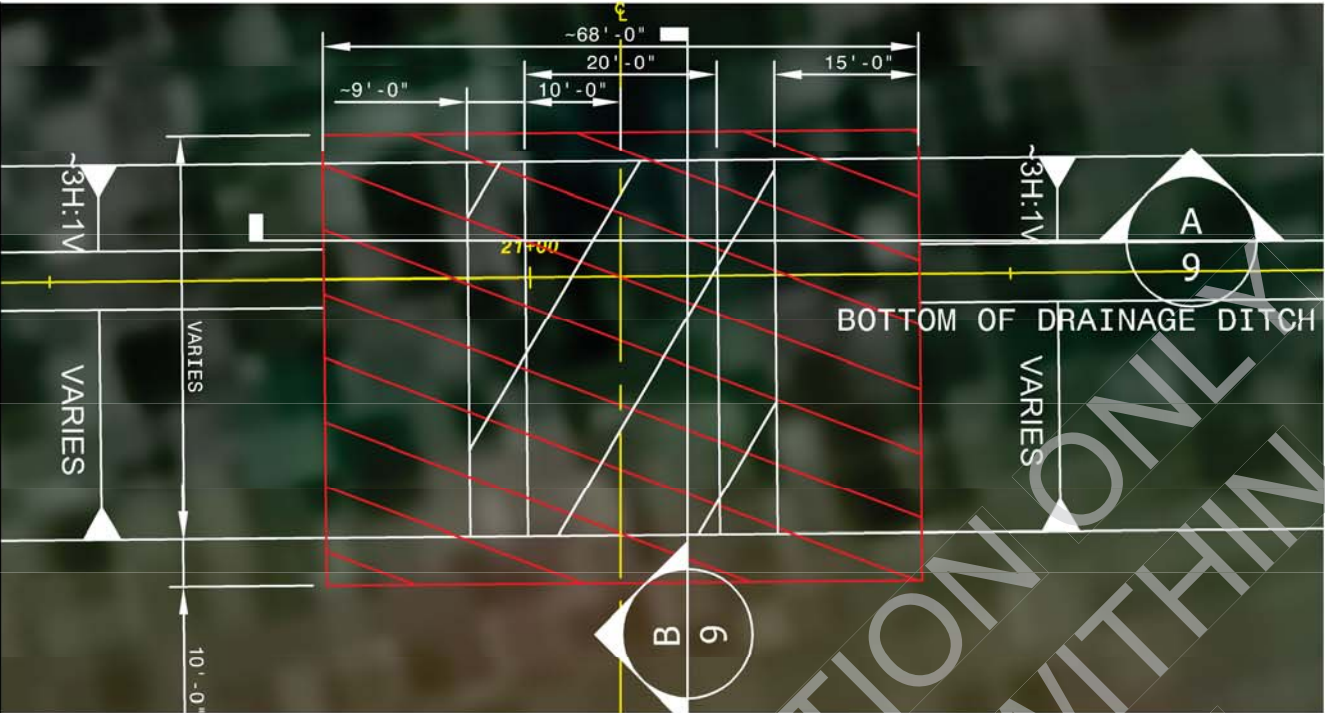 ℄
~68'-0"
20'-0"
15'-0"
~9'-0"
10'-0"
~3H:1V
~3H:1V
A
9
21+00
BOTTOM OF DRAINAGE DITCH
VARIES
VARIES
VARIES
B
9
10'-0"
TION ONLY
WITHIN